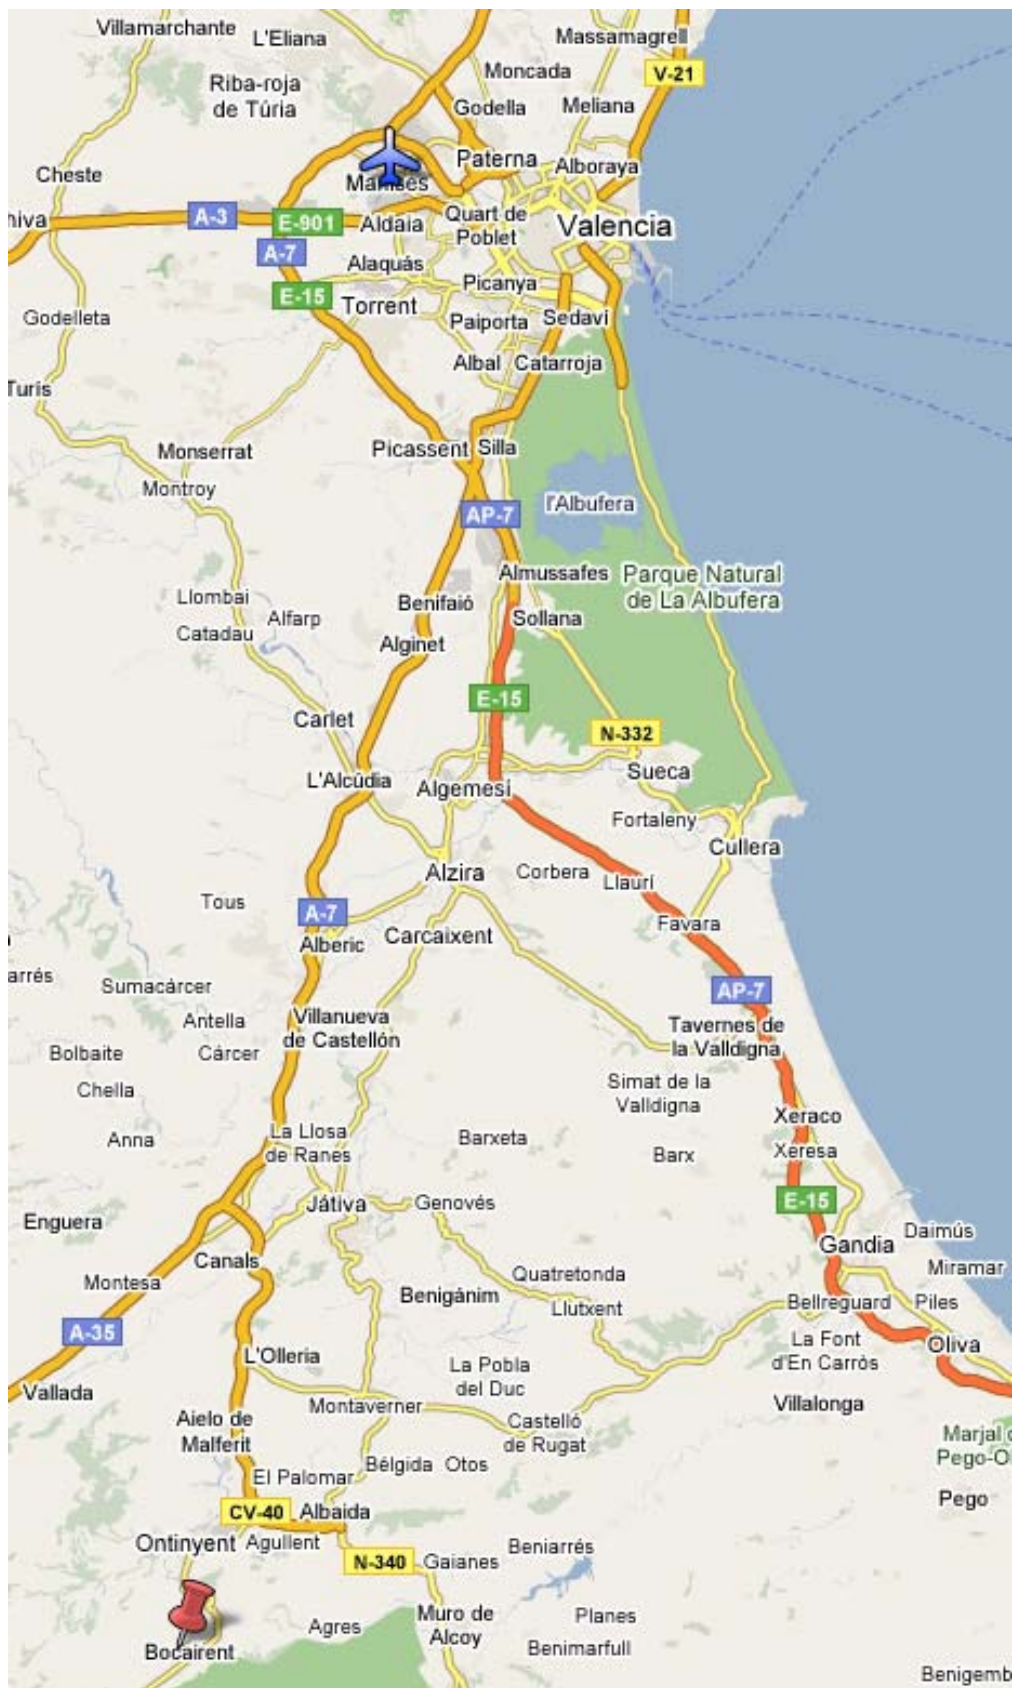 Villamarchante
L'Eliana
Massamagrell
Riba-roja
de Túria
Moncada
V-21
Godella
Meliana
Cheste
Paterna
Alboraya
Manises
hiva
A-3
E-901
Aldaia
Quart de
Poblet
Valencia
A-7
Alaquás
E-15
Picanya
Torrent
Godelleta
Paiporta
Sedaví
Albal
Catarroja
Turís
Monserrat
Picassent
Silla
Montroy
l'Albufera
AP-7
Almussafes
Parque Natural
de La Albufera
Llombai
Alfarp
Benifaió
Sollana
Catadau
Alginet
E-15
Carlet
N-332
L'Alcúdia
Algemesí
Sueca
Fortaleny
Cullera
Alzira
Corbera
Llaurí
Tous
A-7
Favara
Alberic
Carcaixent
arrés
Sumacárcer
AP-7
Antella
Villanueva
de Castellón
Tavernes de
la Valldigna
Bolbaite
Cárcer
Chella
Simat de la
Valldigna
Anna
La Llosa
de Ranes
Barxeta
Barx
Xeraco
Xeresa
Játiva
Genovés
E-15
Enguera
Gandia
Daimús
Canals
Miramar
Montesa
Quatretonda
Benigánim
Llutxent
Bellreguard
Piles
A-35
L'Olleria
La Font
d'En Carròs
Oliva
Vallada
La Pobla
del Duc
Montaverner
Villalonga
Aielo de
Malferit
Castelló
de Rugat
Marjal
Pego-O
Bélgida
Otos
El Palomar
Pego
CV-40
Albaida
Ontinyent
Agullent
Beniarrés
N-340
Gaianes
Agres
Muro de
Alcoy
Planes
Bocairent
Benimarfull
Benigemb